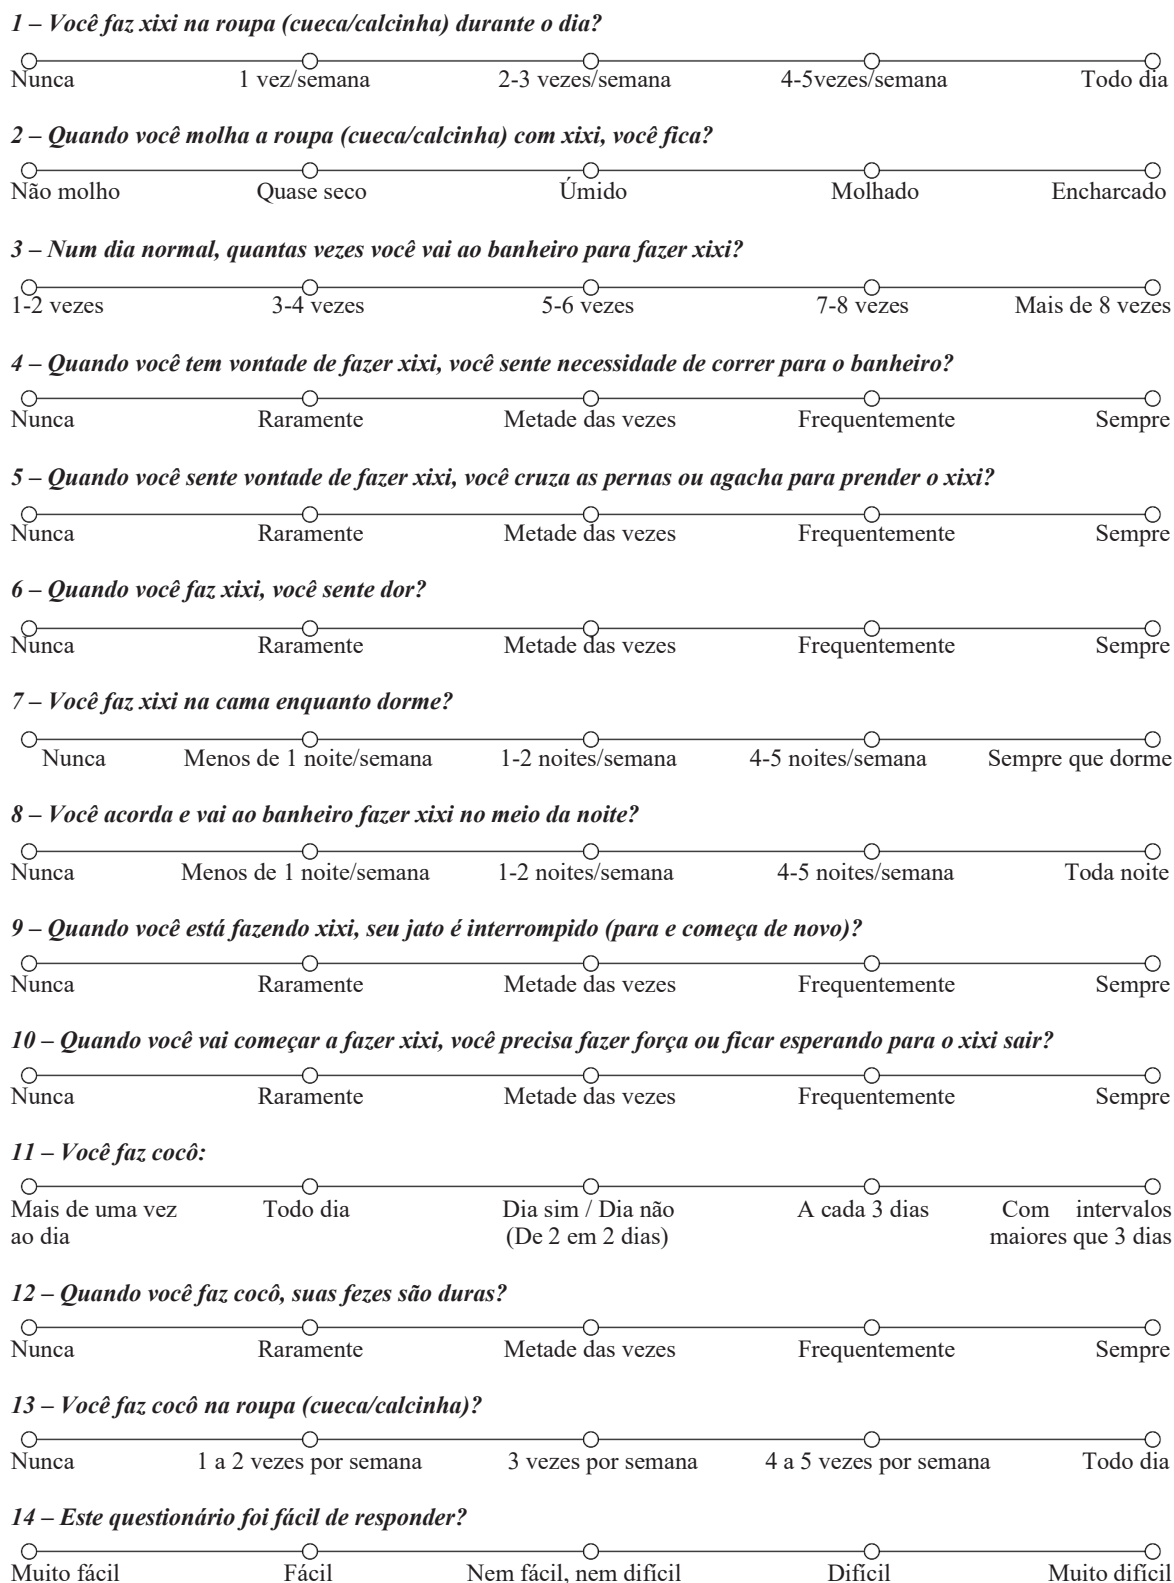 1 – Você faz xixi na roupa (cueca/calcinha) durante o dia?
Nunca 1 vez/semana 2-3 vezes/semana 4-5vezes/semana Todo dia
2 – Quando você molha a roupa (cueca/calcinha) com xixi, você fica?
Não molho Quase seco Úmido Molhado Encharcado
3 – Num dia normal, quantas vezes você vai ao banheiro para fazer xixi?
1-2 vezes 3-4 vezes 5-6 vezes 7-8 vezes Mais de 8 vezes
4 – Quando você tem vontade de fazer xixi, você sente necessidade de correr para o banheiro?
Nunca Raramente Metade das vezes Frequentemente Sempre
5 – Quando você sente vontade de fazer xixi, você cruza as pernas ou agacha para prender o xixi?
Nunca Raramente Metade das vezes Frequentemente Sempre
6 – Quando você faz xixi, você sente dor?
Nunca Raramente Metade das vezes Frequentemente Sempre
7 – Você faz xixi na cama enquanto dorme?
Nunca Menos de 1 noite/semana 1-2 noites/semana 4-5 noites/semana Sempre que dorme
8 – Você acorda e vai ao banheiro fazer xixi no meio da noite?
Nunca Menos de 1 noite/semana 1-2 noites/semana 4-5 noites/semana Toda noite
9 – Quando você está fazendo xixi, seu jato é interrompido (para e começa de novo)?
Nunca Raramente Metade das vezes Frequentemente Sempre
10 – Quando você vai começar a fazer xixi, você precisa fazer força ou ficar esperando para o xixi sair?
Nunca Raramente Metade das vezes Frequentemente Sempre
11 – Você faz cocô:
Mais de uma vez Todo dia Dia sim / Dia não A cada 3 dias Com intervalos
ao dia (De 2 em 2 dias) maiores que 3 dias
12 – Quando você faz cocô, suas fezes são duras?
Nunca Raramente Metade das vezes Frequentemente Sempre
13 – Você faz cocô na roupa (cueca/calcinha)?
Nunca 1 a 2 vezes por semana 3 vezes por semana 4 a 5 vezes por semana Todo dia
14 – Este questionário foi fácil de responder?
Muito fácil Fácil Nem fácil, nem difícil Difícil Muito difícil